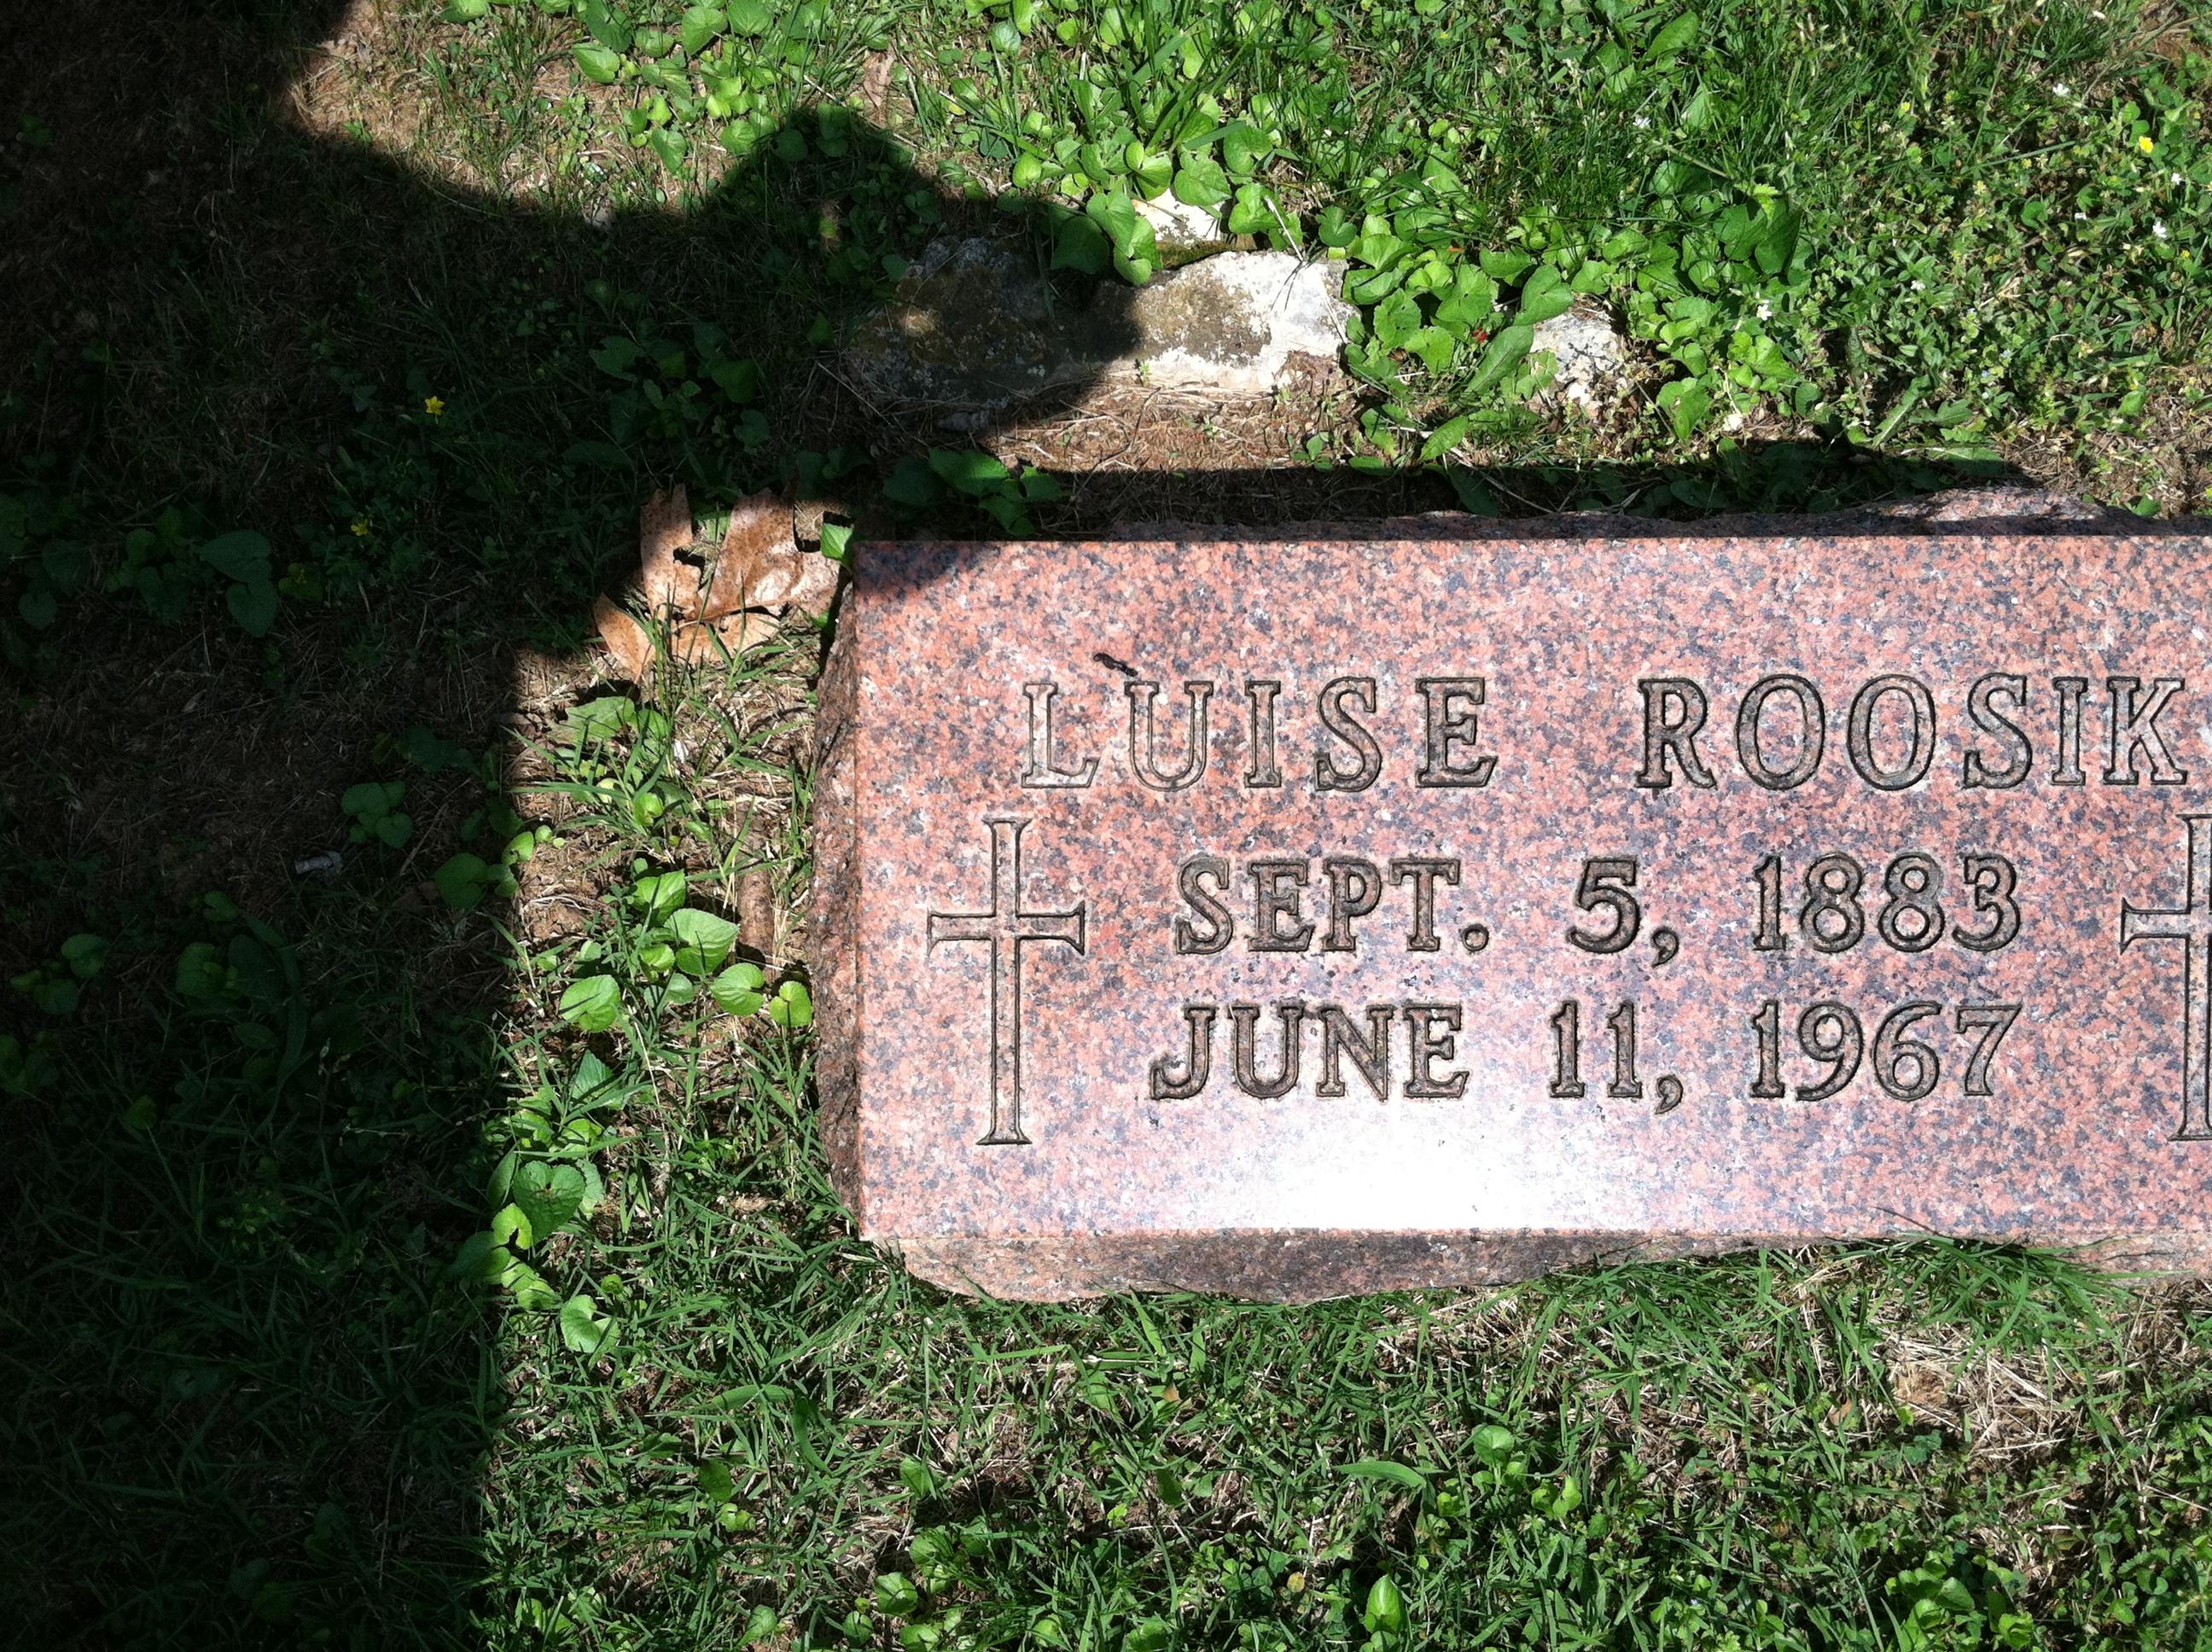 LUISE ROOSIK
SEPT. 5, 1883
JUNE 11, 1967